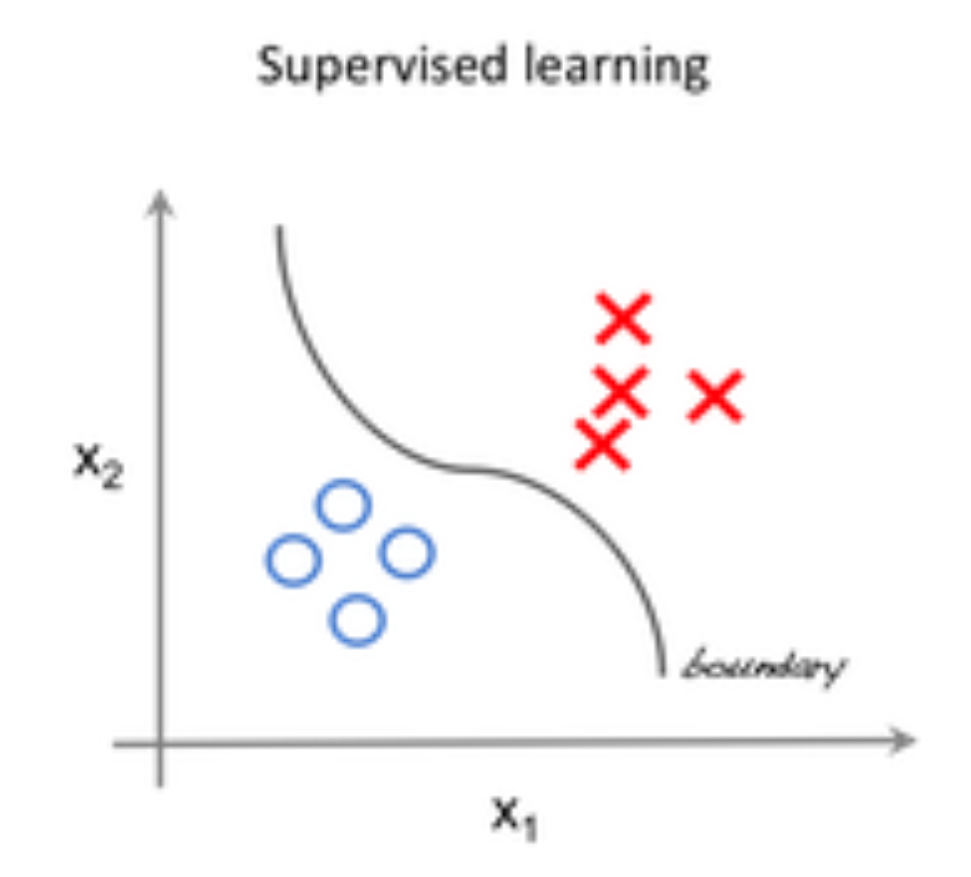 Supervised learning
x₂
boundary
x₁